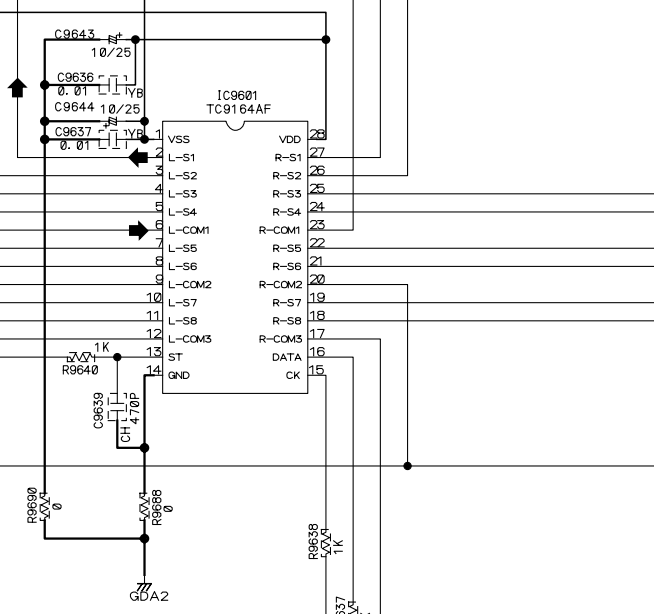 C9643
10/25
C9636
0.01
YB
C9644 10/25
C9637
0.01
YB
IC9601
TC9164AF
1 VSS VDD 28
2 L-S1 R-S1 27
3 L-S2 R-S2 26
4 L-S3 R-S3 25
5 L-S4 R-S4 24
6 L-COM1 R-COM1 23
7 L-S5 R-S5 22
8 L-S6 R-S6 21
9 L-COM2 R-COM2 20
10 L-S7 R-S7 19
11 L-S8 R-S8 18
12 L-COM3 R-COM3 17
13 ST DATA 16
14 GND CK 15
1K
R9640
C9639
CH 470P
R9690
0
R9688
0
R9638
1K
37
GDA2